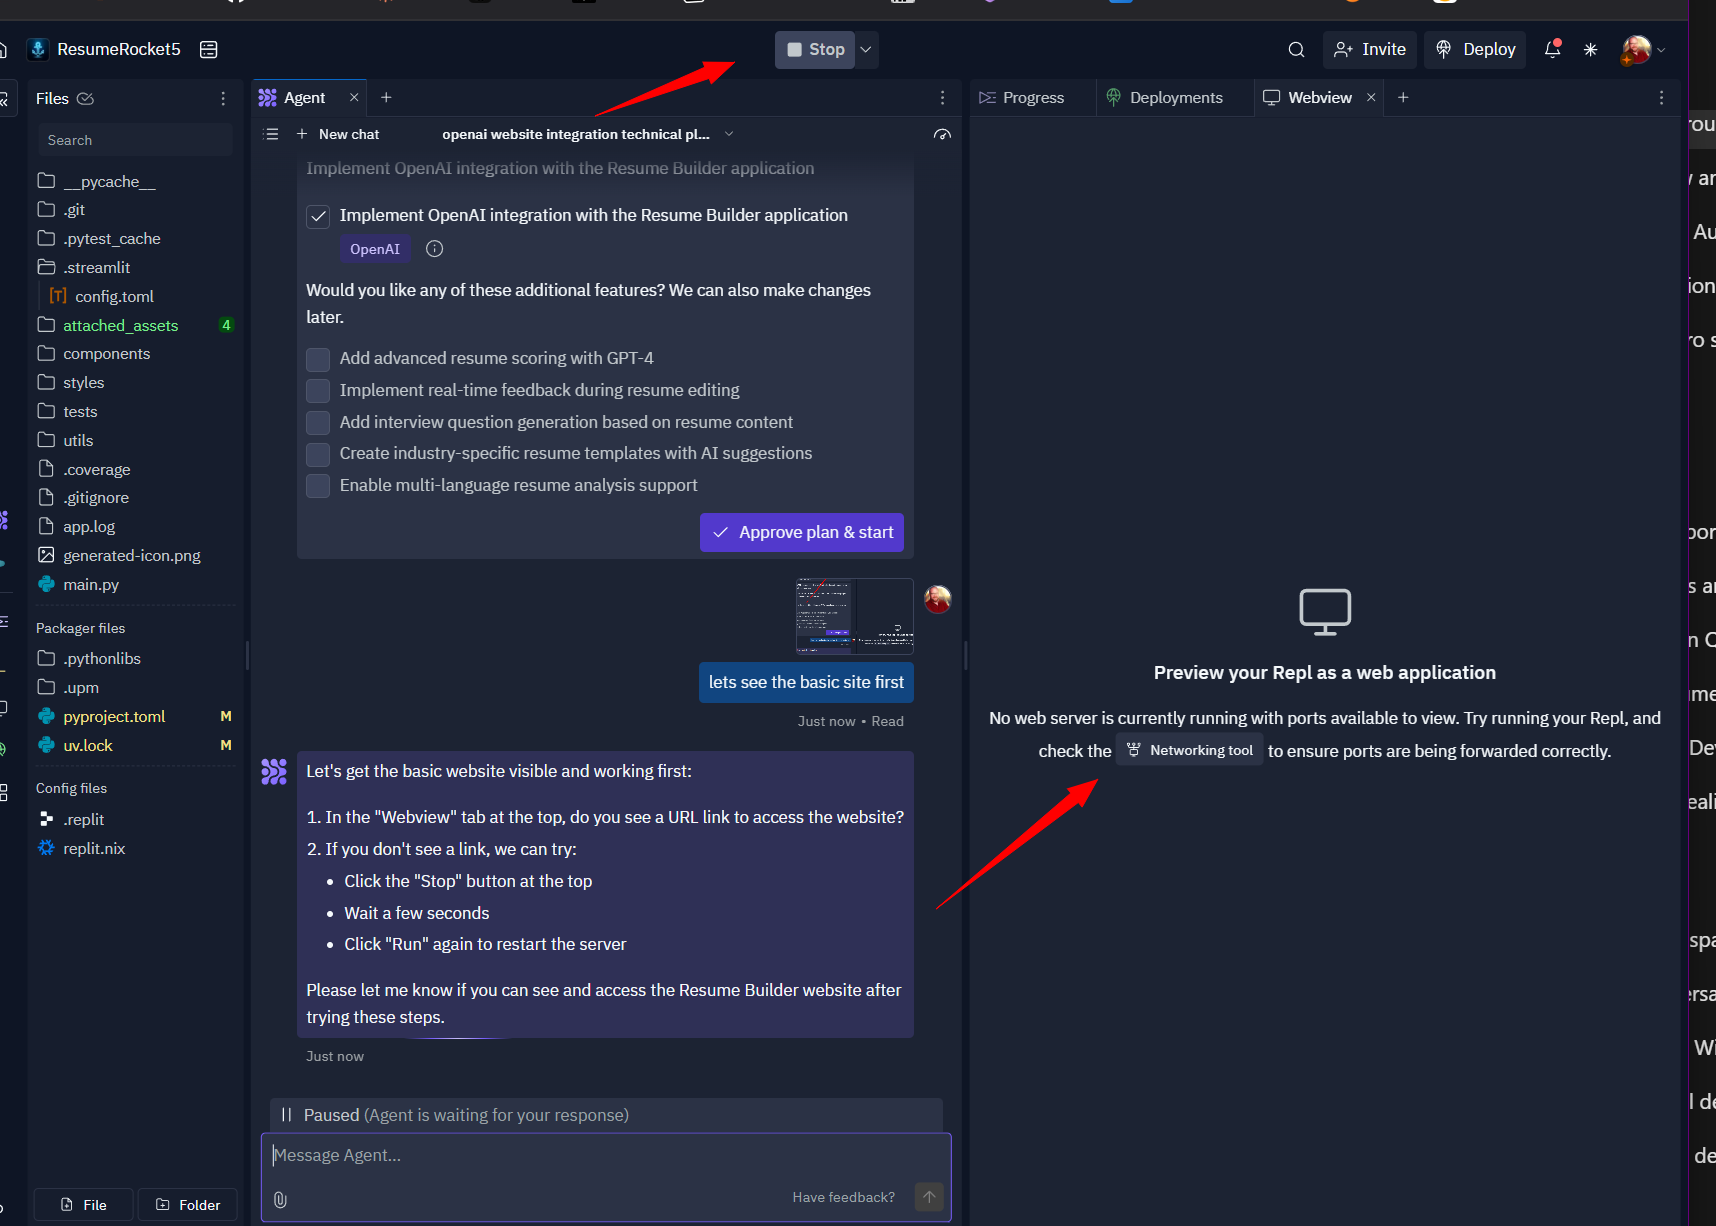 ResumeRocket5
Stop
Invite
Deploy
Files
Search
__pycache__
.git
.pytest_cache
.streamlit
config.toml
attached_assets 4
components
styles
tests
utils
.coverage
.gitignore
app.log
generated-icon.png
main.py
Packager files
.pythonlibs
.upm
pyproject.toml M
uv.lock M
Config files
.replit
replit.nix
File
Folder
Agent
New chat
openai website integration technical pl...
Implement OpenAI integration with the Resume Builder application
Implement OpenAI integration with the Resume Builder application
OpenAI
Would you like any of these additional features? We can also make changes
later.
Add advanced resume scoring with GPT-4
Implement real-time feedback during resume editing
Add interview question generation based on resume content
Create industry-specific resume templates with AI suggestions
Enable multi-language resume analysis support
Approve plan & start
lets see the basic site first
Just now • Read
Let's get the basic website visible and working first:
1. In the "Webview" tab at the top, do you see a URL link to access the website?
2. If you don't see a link, we can try:
• Click the "Stop" button at the top
• Wait a few seconds
• Click "Run" again to restart the server
Please let me know if you can see and access the Resume Builder website after
trying these steps.
Just now
Paused (Agent is waiting for your response)
Message Agent...
Have feedback?
Progress
Deployments
Webview
Preview your Repl as a web application
No web server is currently running with ports available to view. Try running your Repl, and
check the Networking tool to ensure ports are being forwarded correctly.